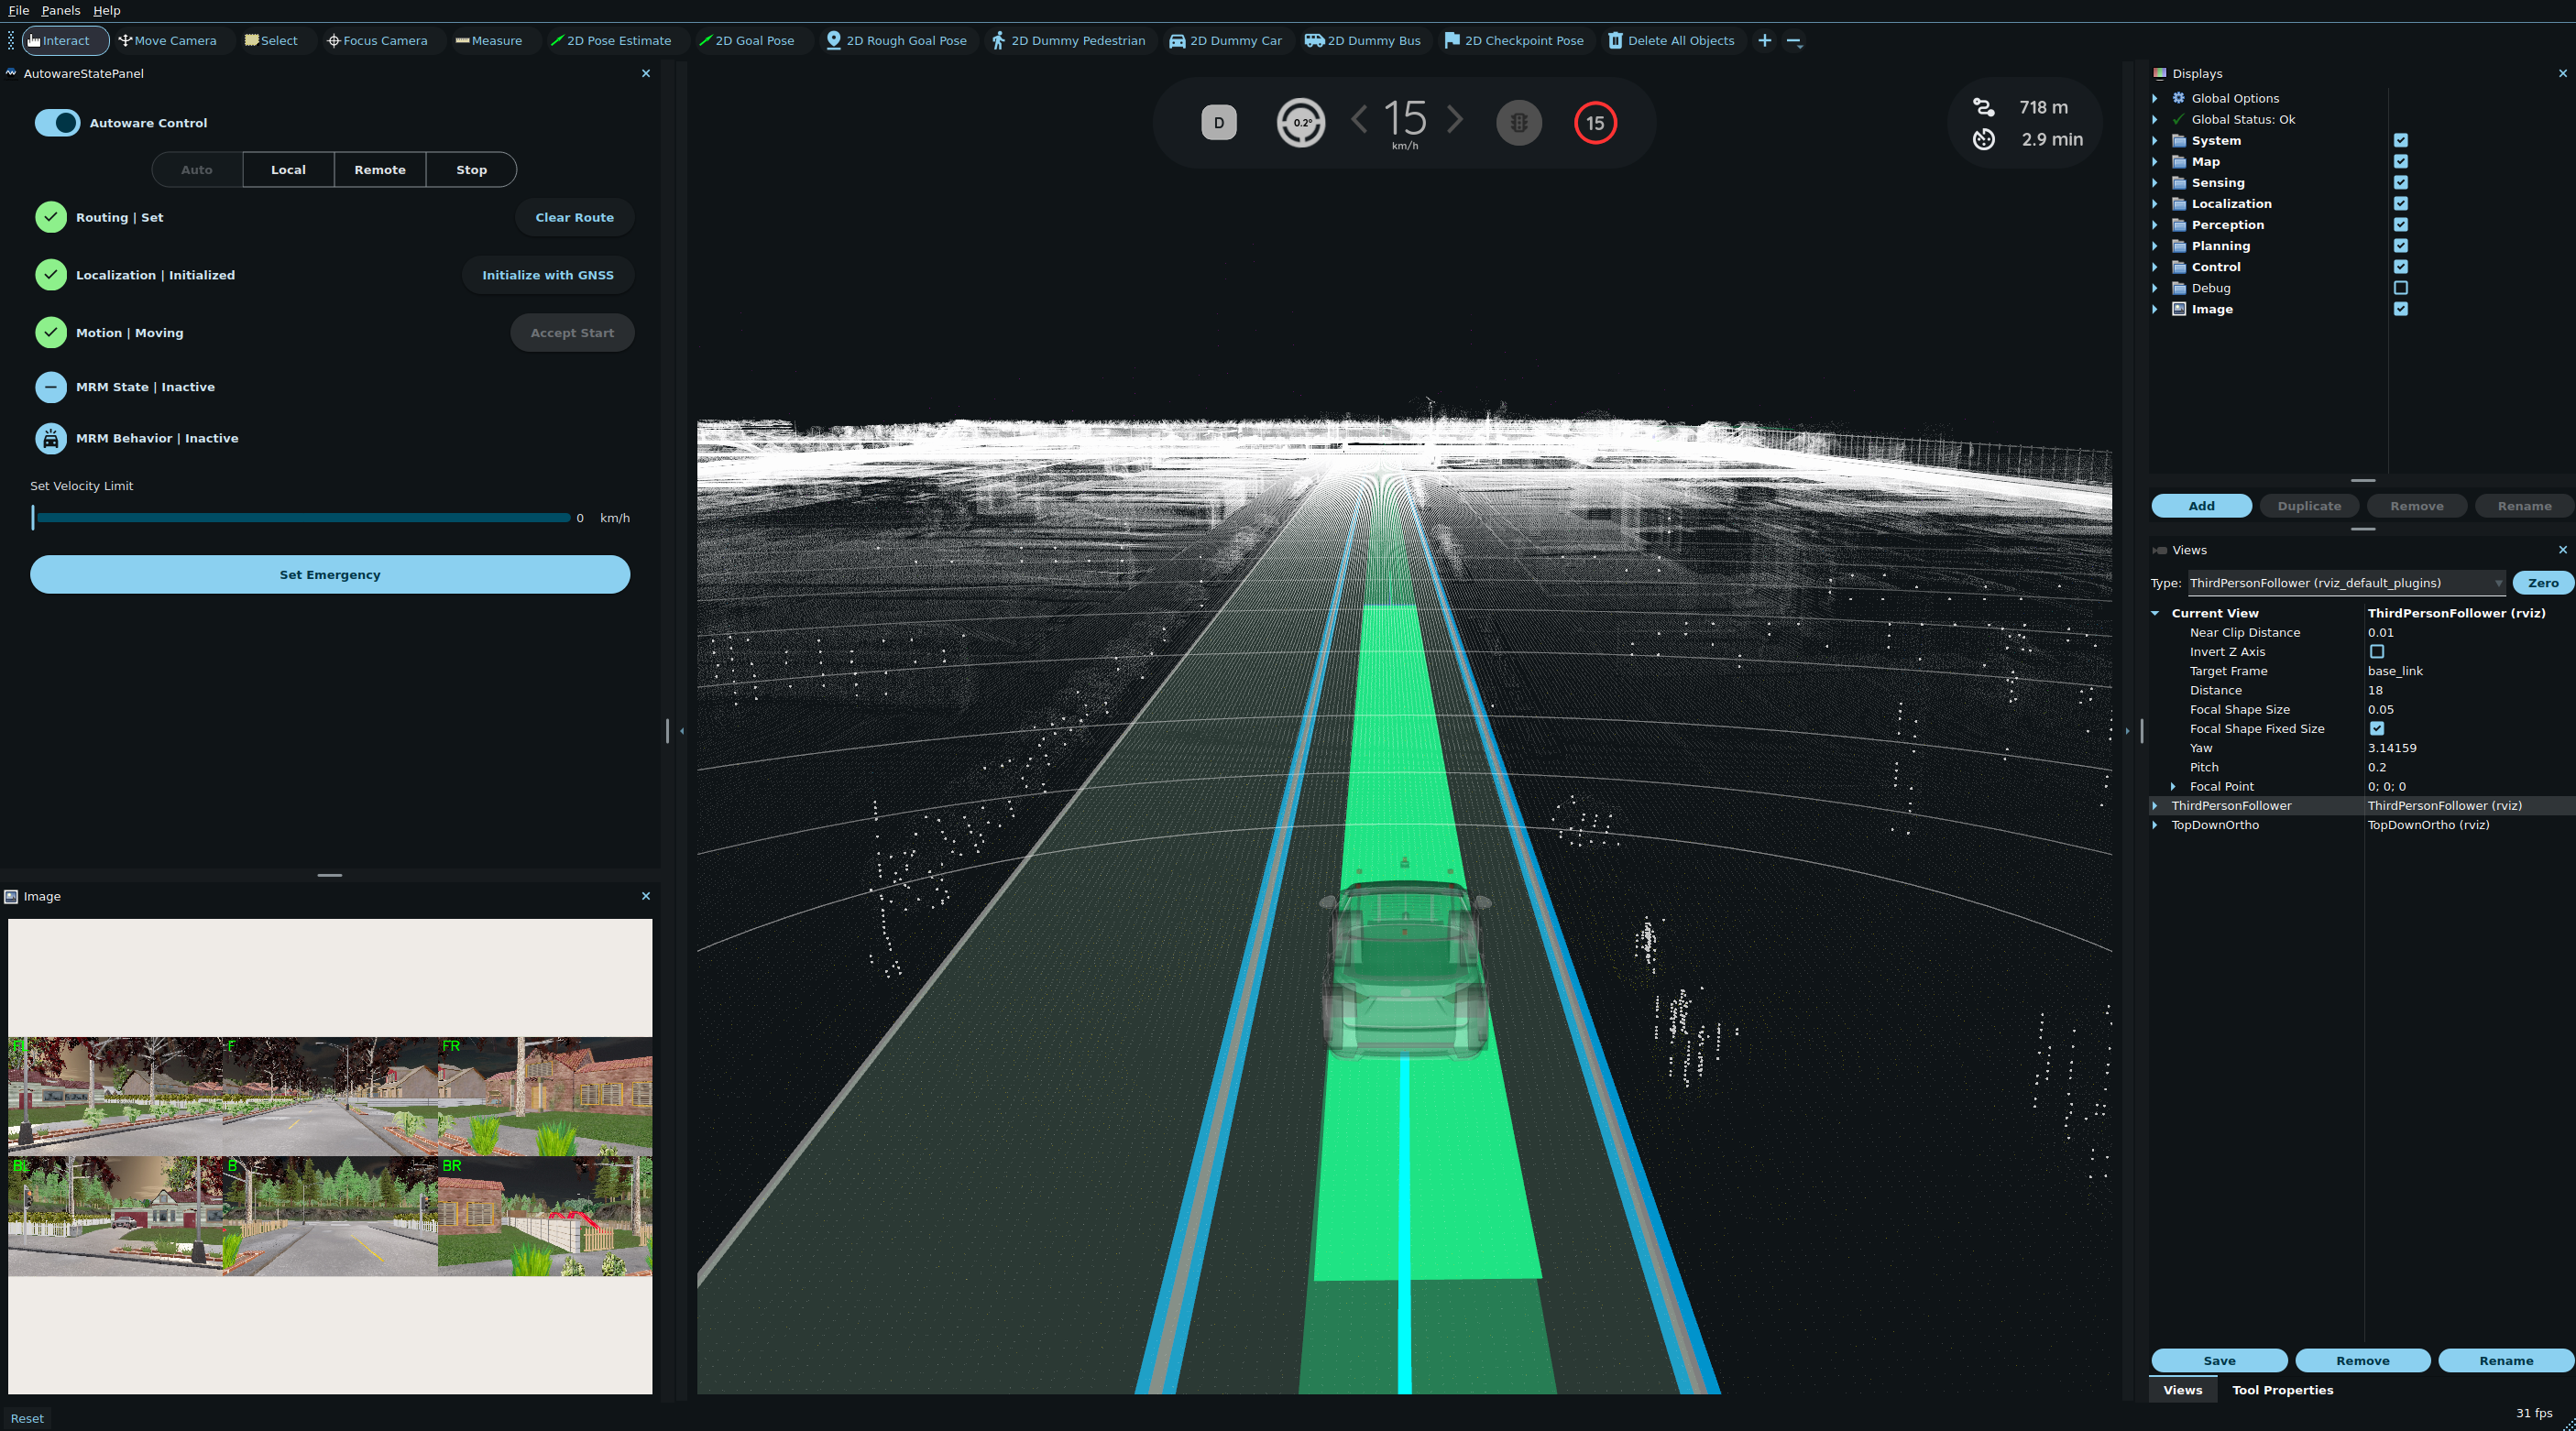 File Panels Help
Interact Move Camera Select Focus Camera Measure 2D Pose Estimate 2D Goal Pose 2D Rough Goal Pose 2D Dummy Pedestrian 2D Dummy Car 2D Dummy Bus 2D Checkpoint Pose Delete All Objects
AutowareStatePanel
Autoware Control
Auto Local Remote Stop
Routing | Set Clear Route
Localization | Initialized Initialize with GNSS
Motion | Moving Accept Start
MRM State | Inactive
MRM Behavior | Inactive
Set Velocity Limit
0 km/h
Set Emergency
Image
FL F FR
BL B BR
Reset
D 0.2° 15 km/h 15
718 m
2.9 min
Displays
Global Options
Global Status: Ok
System
Map
Sensing
Localization
Perception
Planning
Control
Debug
Image
Add Duplicate Remove Rename
Views
Type: ThirdPersonFollower (rviz_default_plugins) Zero
Current View ThirdPersonFollower (rviz)
Near Clip Distance 0.01
Invert Z Axis
Target Frame base_link
Distance 18
Focal Shape Size 0.05
Focal Shape Fixed Size
Yaw 3.14159
Pitch 0.2
Focal Point 0; 0; 0
ThirdPersonFollower ThirdPersonFollower (rviz)
TopDownOrtho TopDownOrtho (rviz)
Save Remove Rename
Views Tool Properties
31 fps